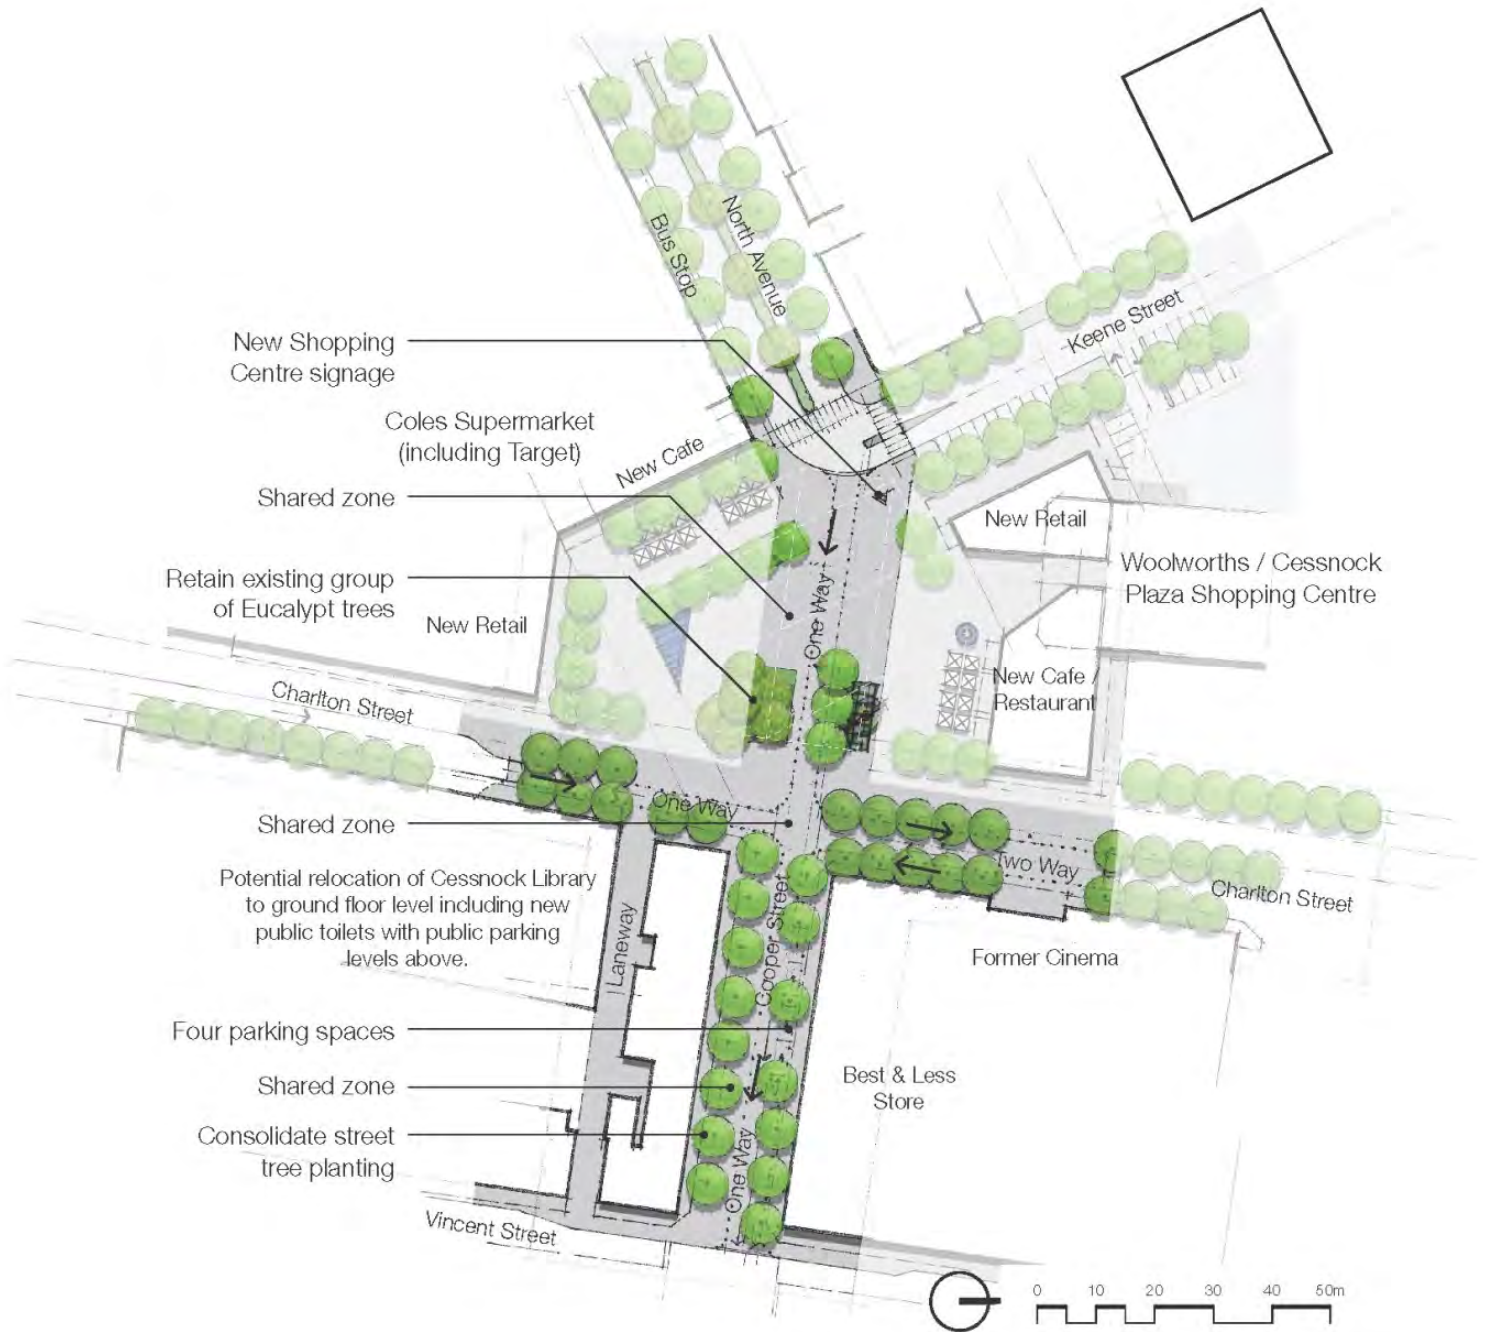 Bus Stop
North Avenue
Keene Street
New Shopping
Centre signage
Coles Supermarket
(including Target)
New Cafe
Shared zone
New Retail
Woolworths / Cessnock
Plaza Shopping Centre
Retain existing group
of Eucalypt trees
New Retail
One Way
New Cafe /
Restaurant
Charlton Street
One Way
Shared zone
Two Way
Charlton Street
Potential relocation of Cessnock Library
to ground floor level including new
public toilets with public parking
levels above.
Laneway
Cooper Street
Former Cinema
Four parking spaces
Shared zone
Best & Less
Store
Consolidate street
tree planting
One Way
Vincent Street
0 10 20 30 40 50m